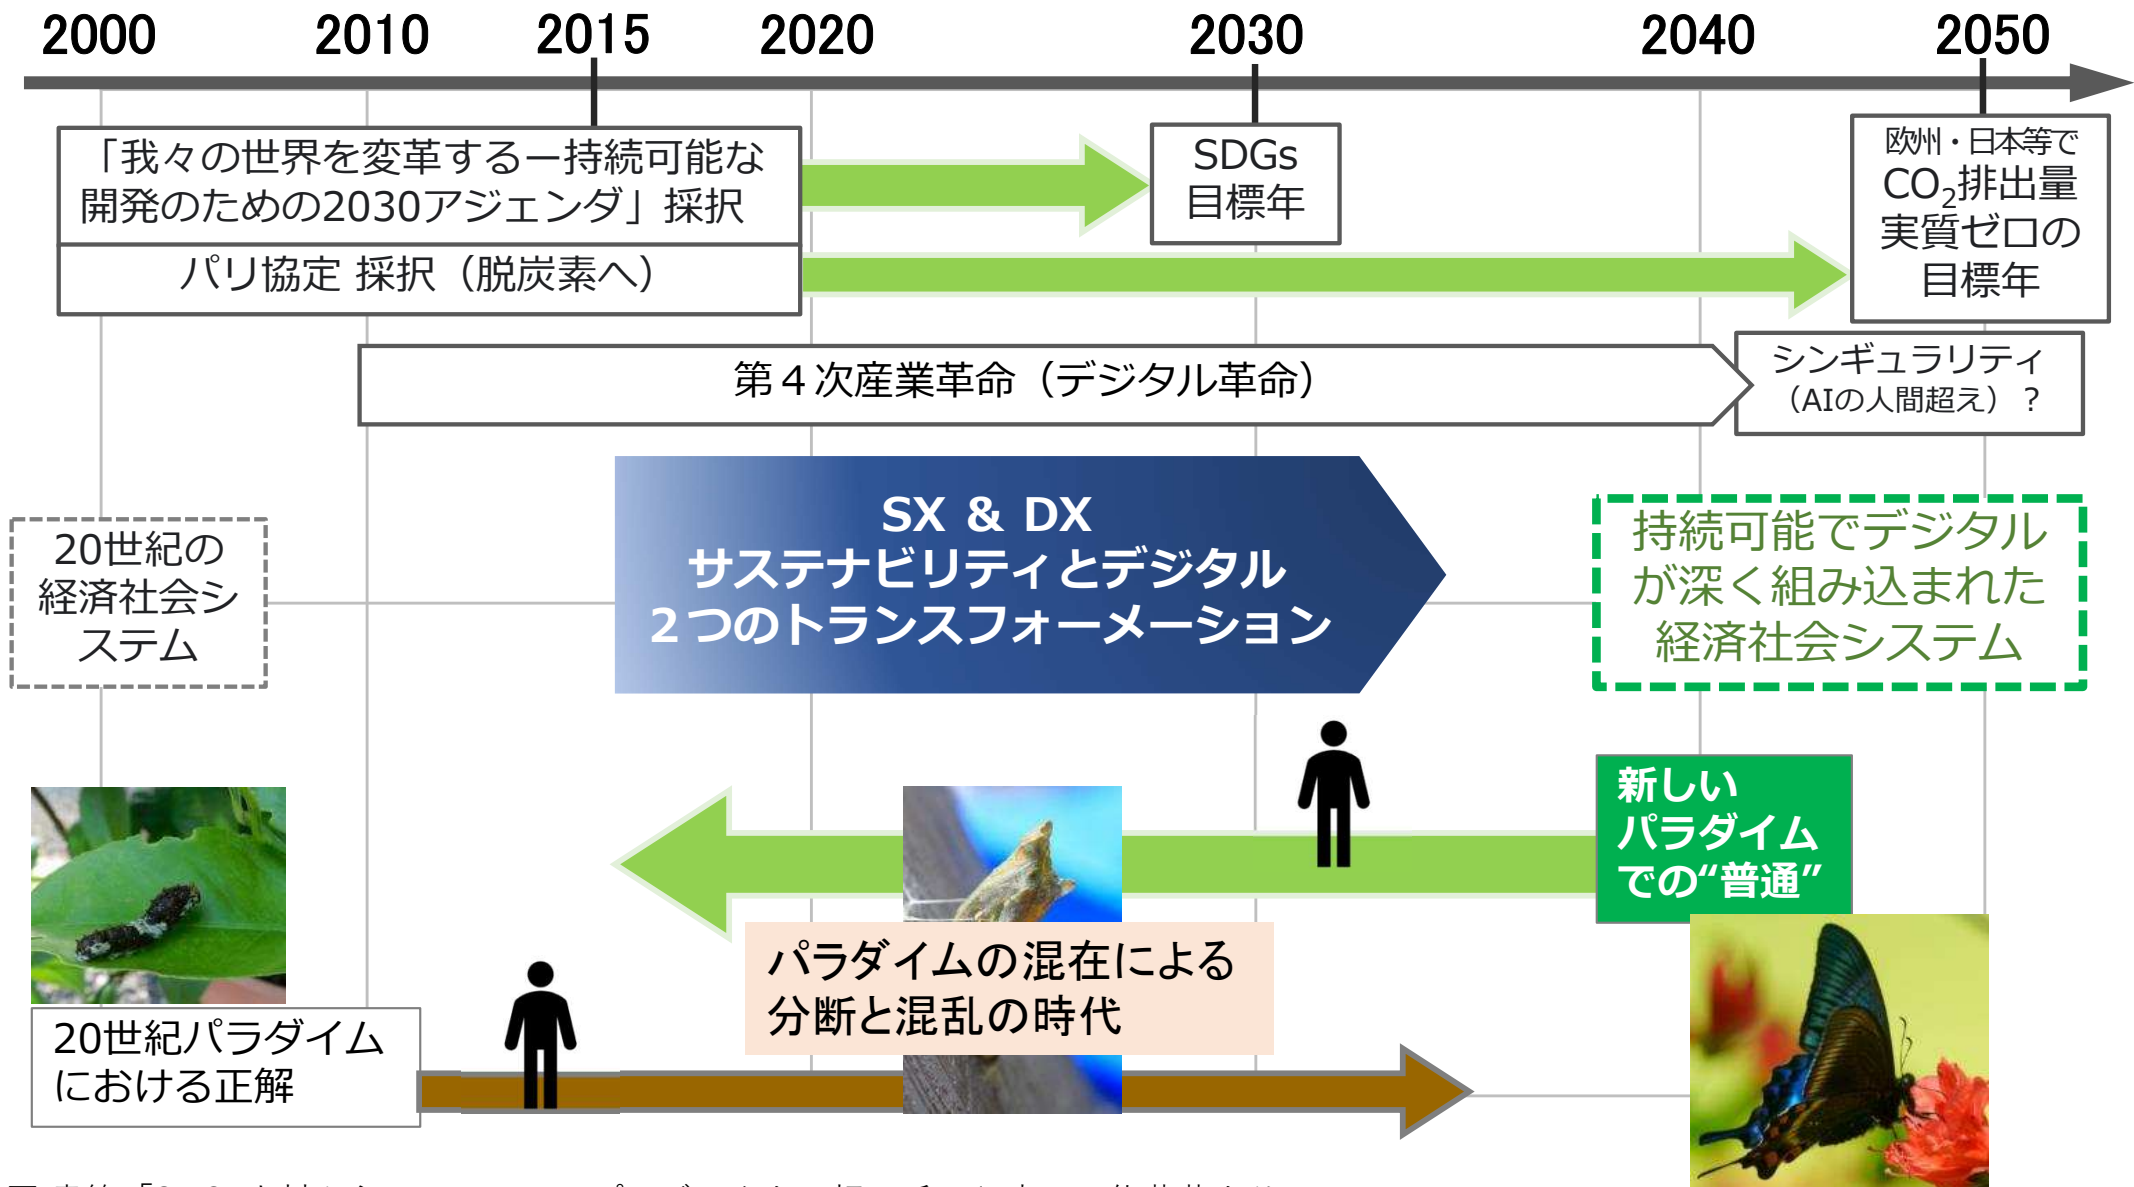 2000 2010 2015 2020 2030 2040 2050
「我々の世界を変革するー持続可能な
開発のための2030アジェンダ」採択
SDGs
目標年
欧州・日本等で
CO₂排出量
実質ゼロの
目標年
パリ協定 採択（脱炭素へ）
第４次産業革命（デジタル革命）
シンギュラリティ
（AIの人間超え）？
20世紀の
経済社会シ
ステム
SX & DX
サステナビリティとデジタル
２つのトランスフォーメーション
持続可能でデジタル
が深く組み込まれた
経済社会システム
新しい
パラダイム
での“普通”
パラダイムの混在による
分断と混乱の時代
20世紀パラダイム
における正解